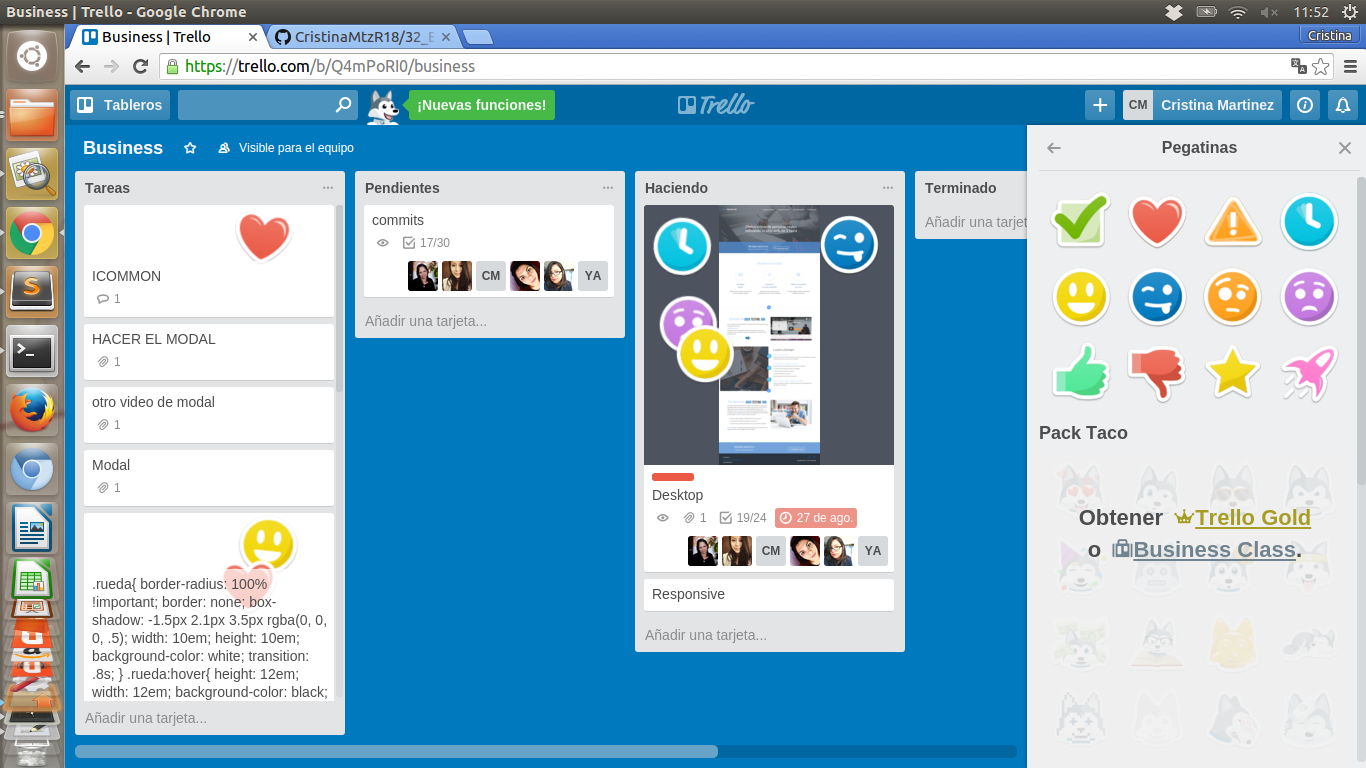 Business | Trello - Google Chrome
11:52
Business | Trello
CristinaMtzR18/32_E
Cristina
https://trello.com/b/Q4mPoRI0/business
Tableros
¡Nuevas funciones!
Trello
CM
Cristina Martinez
Business
Visible para el equipo
Tareas
ICOMMON
1
HACER EL MODAL
1
otro video de modal
1
Modal
1
.rueda{ border-radius: 100%
!important; border: none; box-
shadow: -1.5px 2.1px 3.5px rgba(0, 0,
0, .5); width: 10em; height: 10em;
background-color: white; transition:
.8s; } .rueda:hover{ height: 12em;
width: 12em; background-color: black;
Añadir una tarjeta...
Pendientes
commits
17/30
CM
YA
Añadir una tarjeta...
Haciendo
Desktop
1
19/24
27 de ago.
CM
YA
Responsive
Añadir una tarjeta...
Terminado
Añadir una tarjet
Pegatinas
Pack Taco
Obtener Trello Gold
o Business Class.